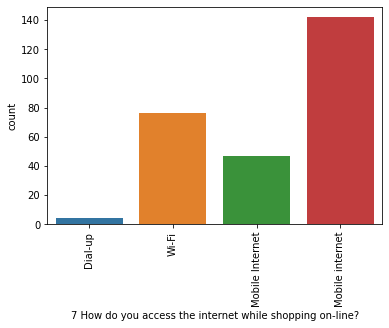 140
120
100
80
60
40
20
0
count
Dial-up
Wi-Fi
Mobile Internet
Mobile internet
7 How do you access the internet while shopping on-line?